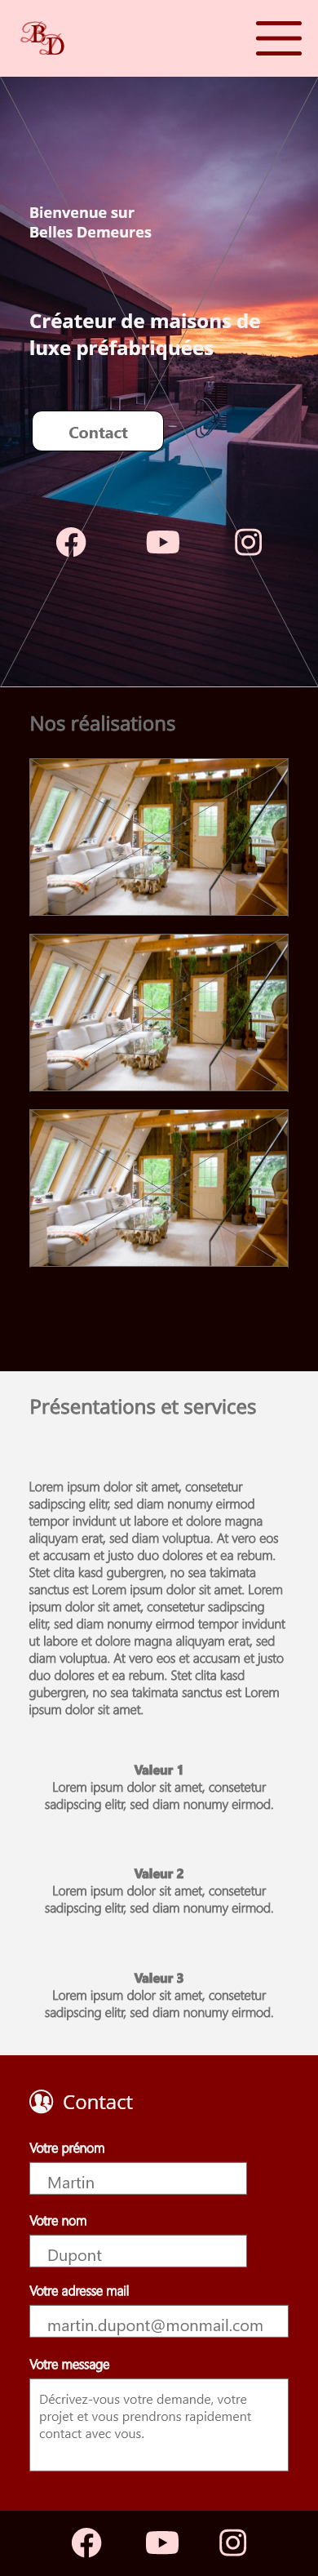 BD
Bienvenue sur
Belles Demeures
Créateur de maisons de
luxe préfabriquées
Contact
Nos réalisations
Présentations et services
Lorem ipsum dolor sit amet, consetetur
sadipscing elitr, sed diam nonumy eirmod
tempor invidunt ut labore et dolore magna
aliquyam erat, sed diam voluptua. At vero eos
et accusam et justo duo dolores et ea rebum.
Stet clita kasd gubergren, no sea takimata
sanctus est Lorem ipsum dolor sit amet. Lorem
ipsum dolor sit amet, consetetur sadipscing
elitr, sed diam nonumy eirmod tempor invidunt
ut labore et dolore magna aliquyam erat, sed
diam voluptua. At vero eos et accusam et justo
duo dolores et ea rebum. Stet clita kasd
gubergren, no sea takimata sanctus est Lorem
ipsum dolor sit amet.
Valeur 1
Lorem ipsum dolor sit amet, consetetur
sadipscing elitr, sed diam nonumy eirmod.
Valeur 2
Lorem ipsum dolor sit amet, consetetur
sadipscing elitr, sed diam nonumy eirmod.
Valeur 3
Lorem ipsum dolor sit amet, consetetur
sadipscing elitr, sed diam nonumy eirmod.
Contact
Votre prénom
Martin
Votre nom
Dupont
Votre adresse mail
martin.dupont@monmail.com
Votre message
Décrivez-vous votre demande, votre
projet et vous prendrons rapidement
contact avec vous.